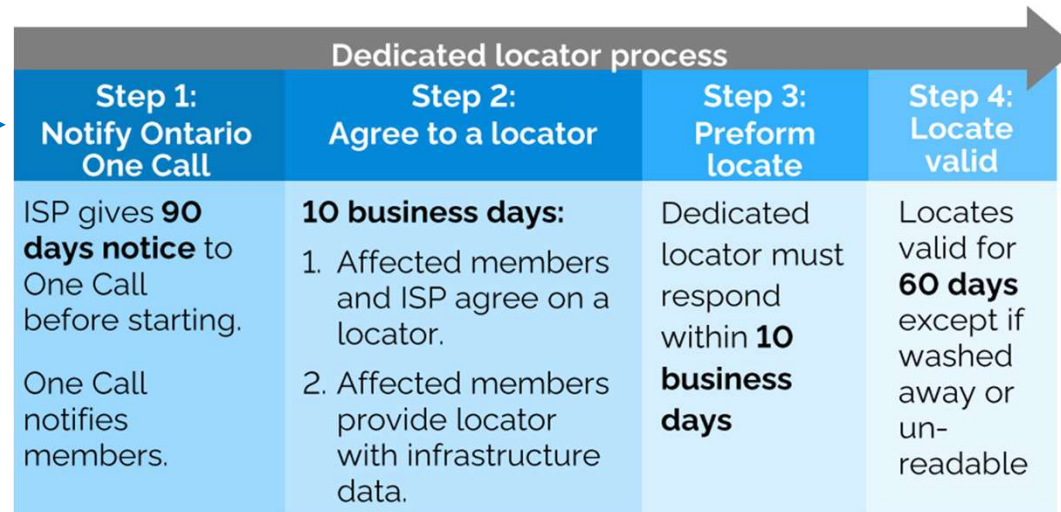 Dedicated locator process
Step 1:
Notify Ontario
One Call
ISP gives 90
days notice to
One Call
before starting.
One Call
notifies
members.
Step 2:
Agree to a locator
10 business days:
1. Affected members
and ISP agree on a
locator.
2. Affected members
provide locator
with infrastructure
data.
Step 3:
Preform
locate
Dedicated
locator must
respond
within 10
business
days
Step 4:
Locate
valid
Locates
valid for
60 days
except if
washed
away or
un-
readable